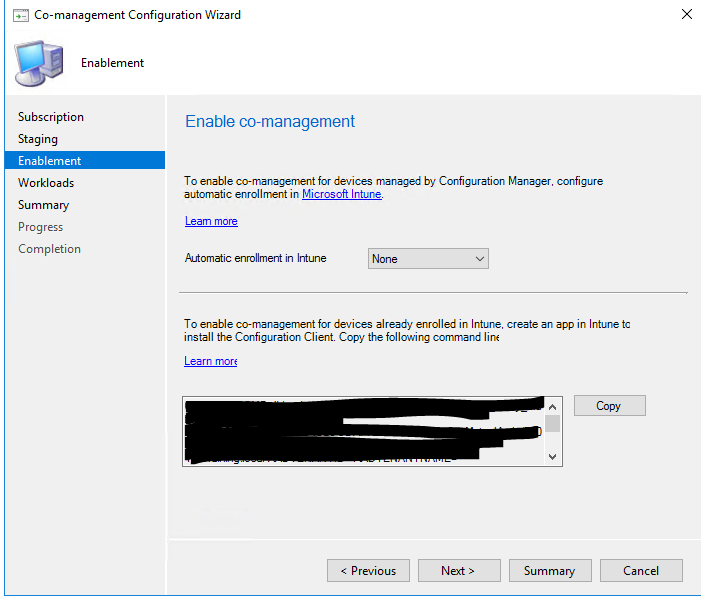 Co-management Configuration Wizard
Enablement
Subscription
Staging
Enablement
Workloads
Summary
Progress
Completion
Enable co-management
To enable co-management for devices managed by Configuration Manager, configure
automatic enrollment in Microsoft Intune.
Learn more
Automatic enrollment in Intune
None
To enable co-management for devices already enrolled in Intune, create an app in Intune to
install the Configuration Client. Copy the following command line
Learn more
Copy
< Previous
Next >
Summary
Cancel